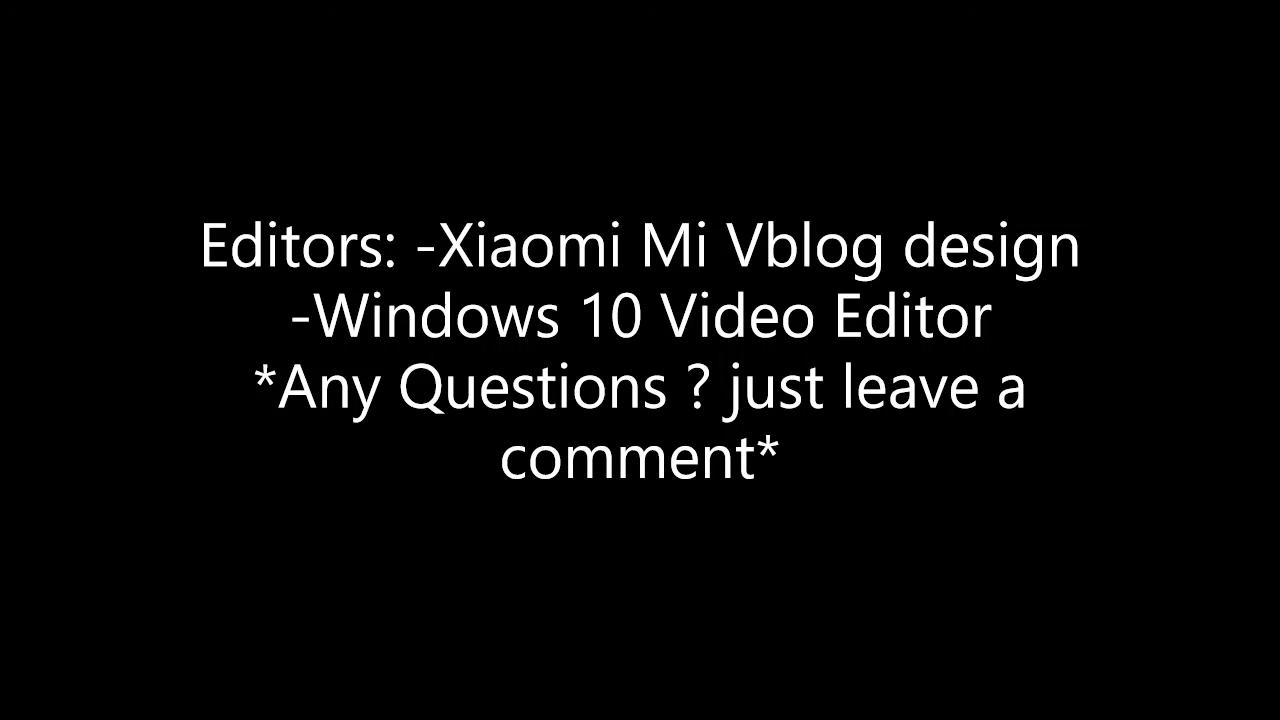 Editors: -Xiaomi Mi Vblog design
-Windows 10 Video Editor
*Any Questions ? just leave a
comment*